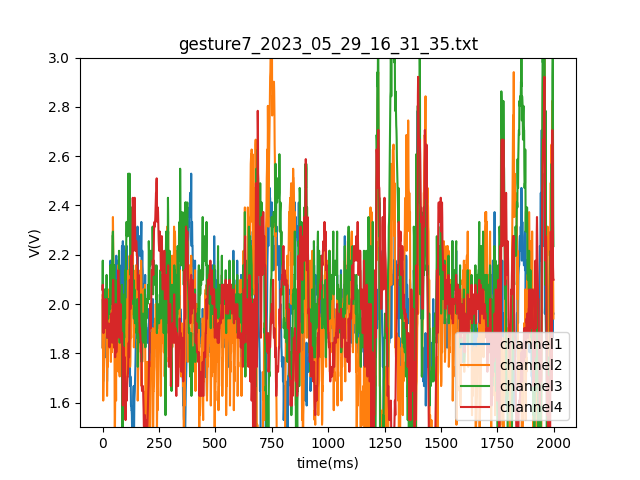 gesture7_2023_05_29_16_31_35.txt
V(V)
3.0
2.8
2.6
2.4
2.2
2.0
1.8
1.6
channel1
channel2
channel3
channel4
0 250 500 750 1000 1250 1500 1750 2000
time(ms)